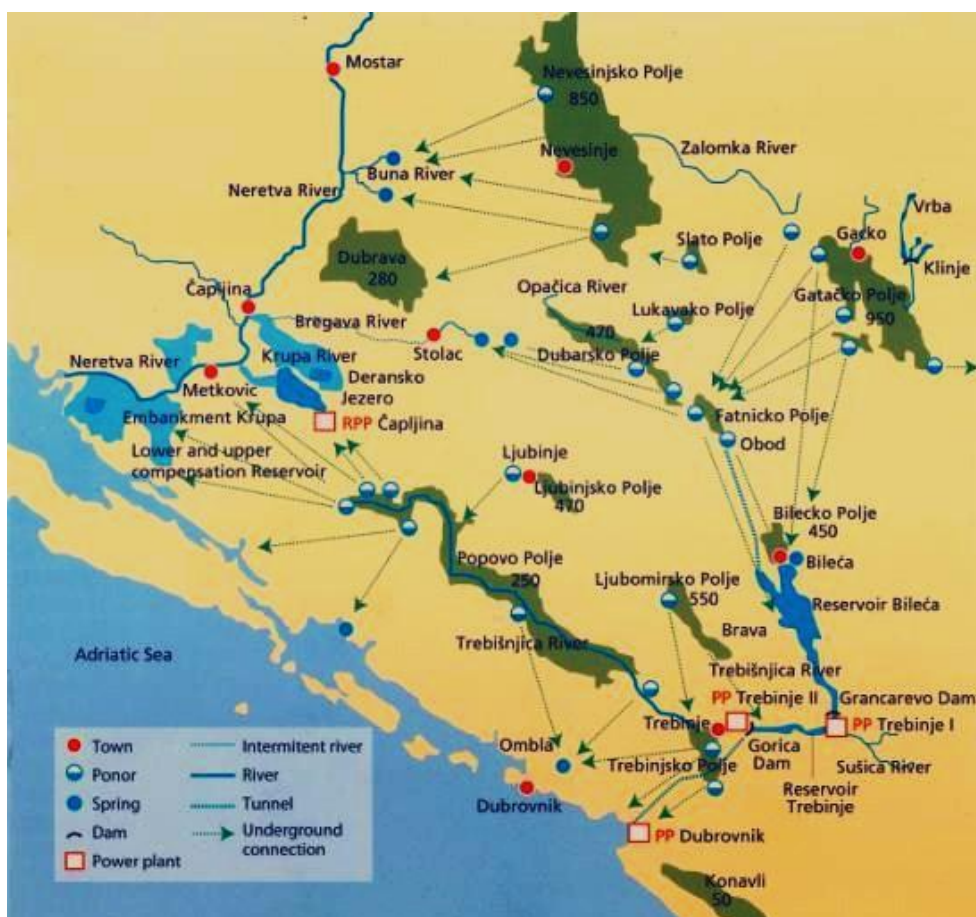 Mostar
Nevesinjsko Polje
850
Zalomka River
Nevesinje
Buna River
Neretva River
Vrba
Gacko
Slato Polje
Klinje
Dubrava
280
Opačica River
Lukavako Polje
Gatačko Polje
950
Čapljina
Bregava River
470
Stolac
Dubarsko Polje
Neretva River
Krupa River
Metkovic
Deransko
Jezero
Fatnicko Polje
Embankment Krupa
RPP Čapljina
Obod
Lower and upper
compensation Reservoir
Ljubinje
Ljubinjsko Polje
470
Bilecko Polje
450
Bileća
Popovo Polje
250
Ljubomirsko Polje
550
Reservoir Bileća
Brava
Trebišnjica River
Adriatic Sea
Trebišnjica River
PP Trebinje II
Grancarevo Dam
Trebinje
PP Trebinje I
Ombla
Trebinjsko Polje
Gorica
Dam
Sušica River
Reservoir
Trebinje
Dubrovnik
PP Dubrovnik
Konavli
50
Town
Intermitent river
Ponor
River
Spring
Tunnel
Dam
Underground
connection
Power plant